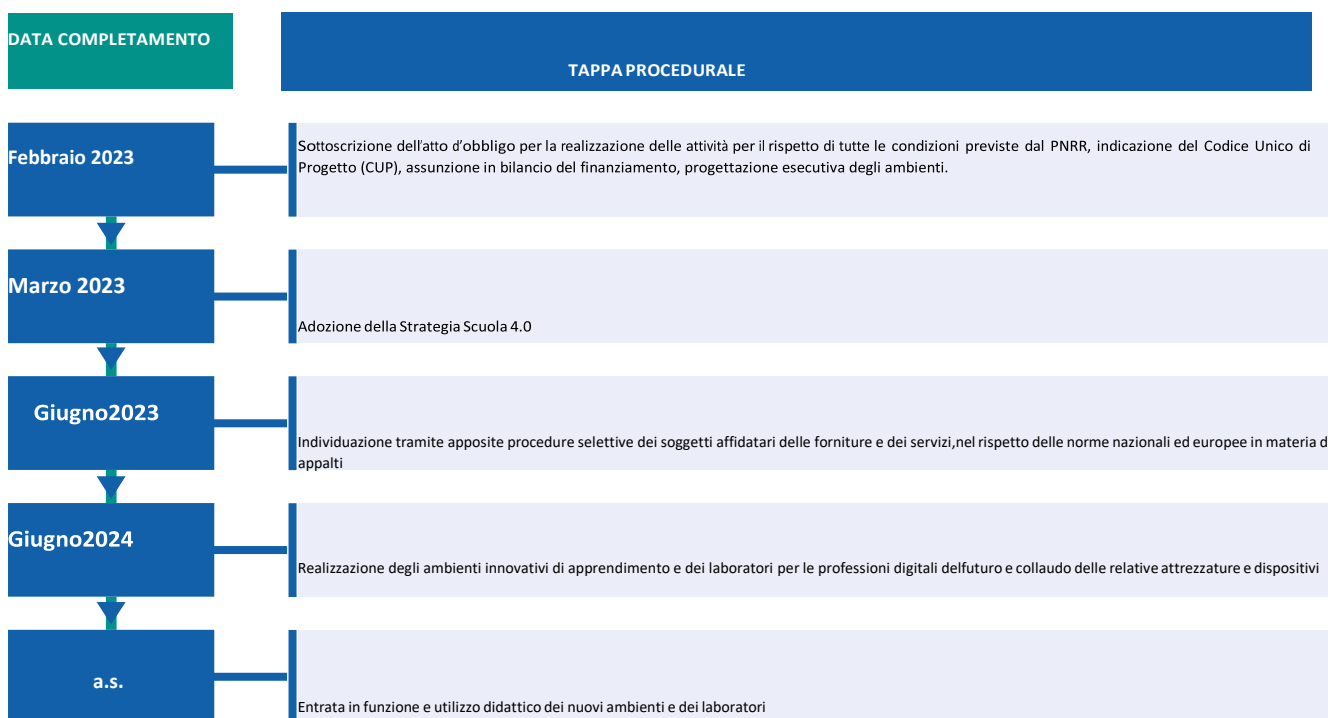 DATA COMPLETAMENTO
TAPPA PROCEDURALE
Febbraio 2023
Sottoscrizione dell'atto d'obbligo per la realizzazione delle attività per il rispetto di tutte le condizioni previste dal PNRR, indicazione del Codice Unico di
Progetto (CUP), assunzione in bilancio del finanziamento, progettazione esecutiva degli ambienti.
Marzo 2023
Adozione della Strategia Scuola 4.0
Giugno2023
Individuazione tramite apposite procedure selettive dei soggetti affidatari delle forniture e dei servizi,nel rispetto delle norme nazionali ed europee in materia d
appalti
Giugno2024
Realizzazione degli ambienti innovativi di apprendimento e dei laboratori per le professioni digitali delfuturo e collaudo delle relative attrezzature e dispositivi
a.s.
Entrata in funzione e utilizzo didattico dei nuovi ambienti e dei laboratori